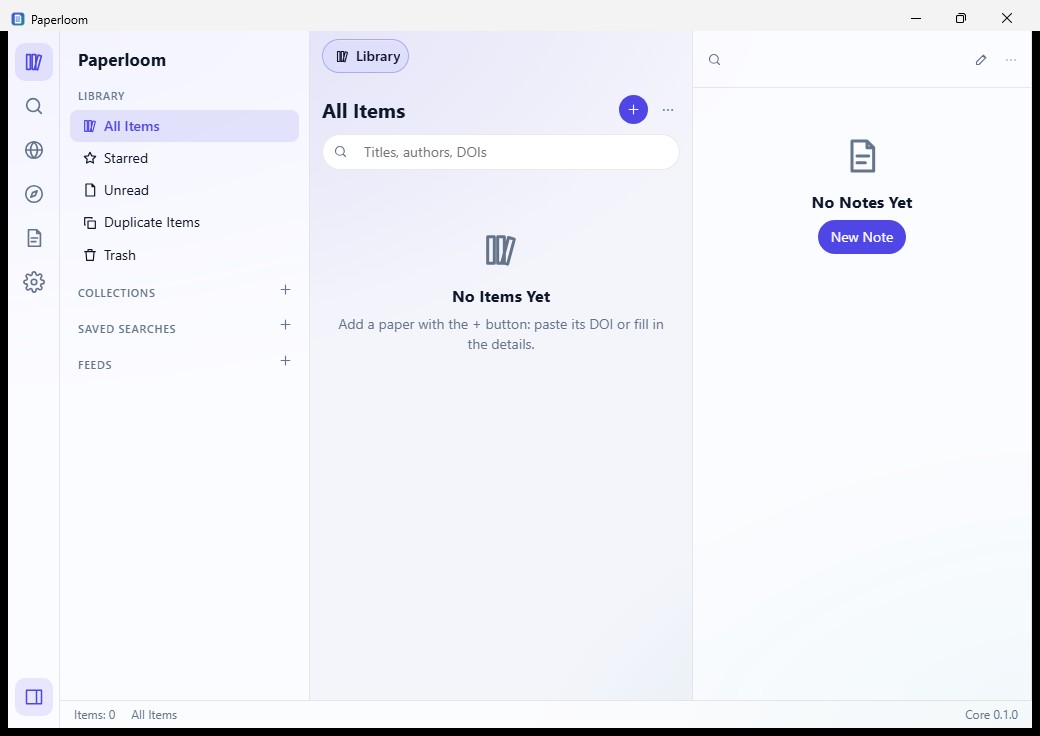 Paperloom
Paperloom
LIBRARY
All Items
Starred
Unread
Duplicate Items
Trash
COLLECTIONS
SAVED SEARCHES
FEEDS
Library
All Items
Titles, authors, DOIs
No Items Yet
Add a paper with the + button: paste its DOI or fill in
the details.
No Notes Yet
New Note
Items: 0
All Items
Core 0.1.0